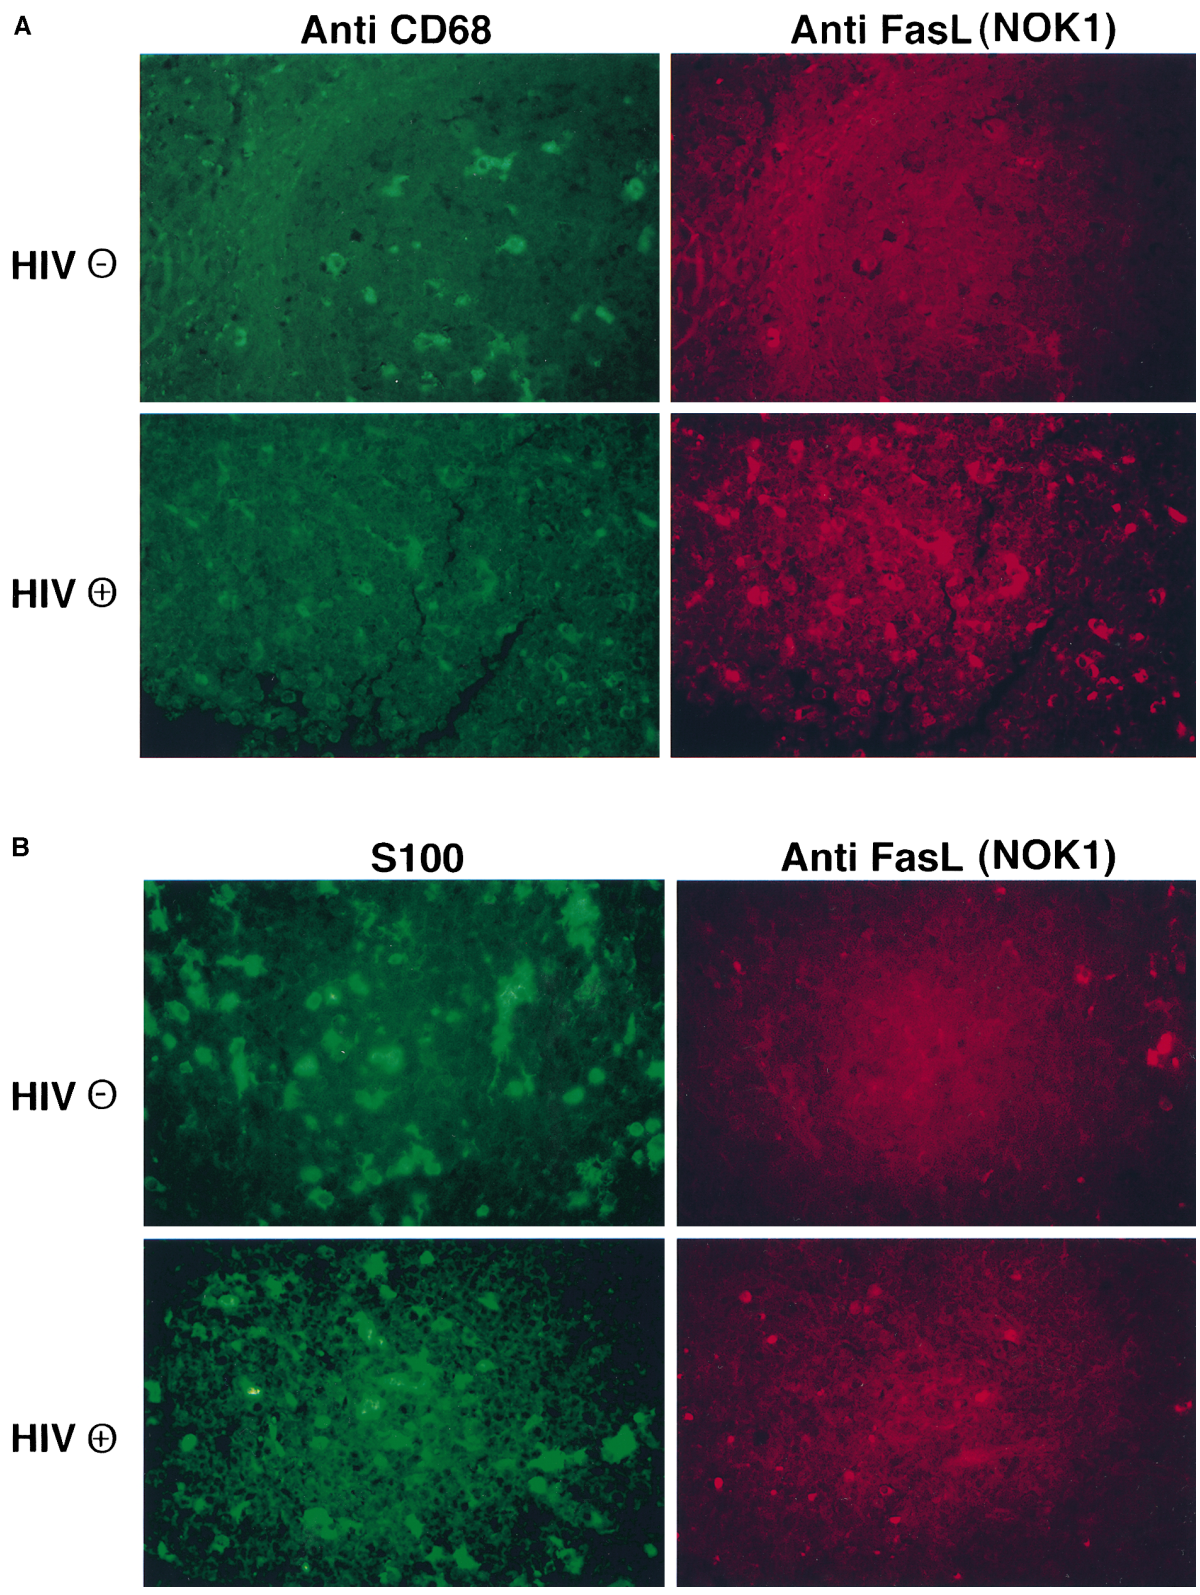 A
Anti CD68
Anti FasL (NOK1)
HIV ⊖
HIV ⊕
B
S100
Anti FasL (NOK1)
HIV ⊖
HIV ⊕